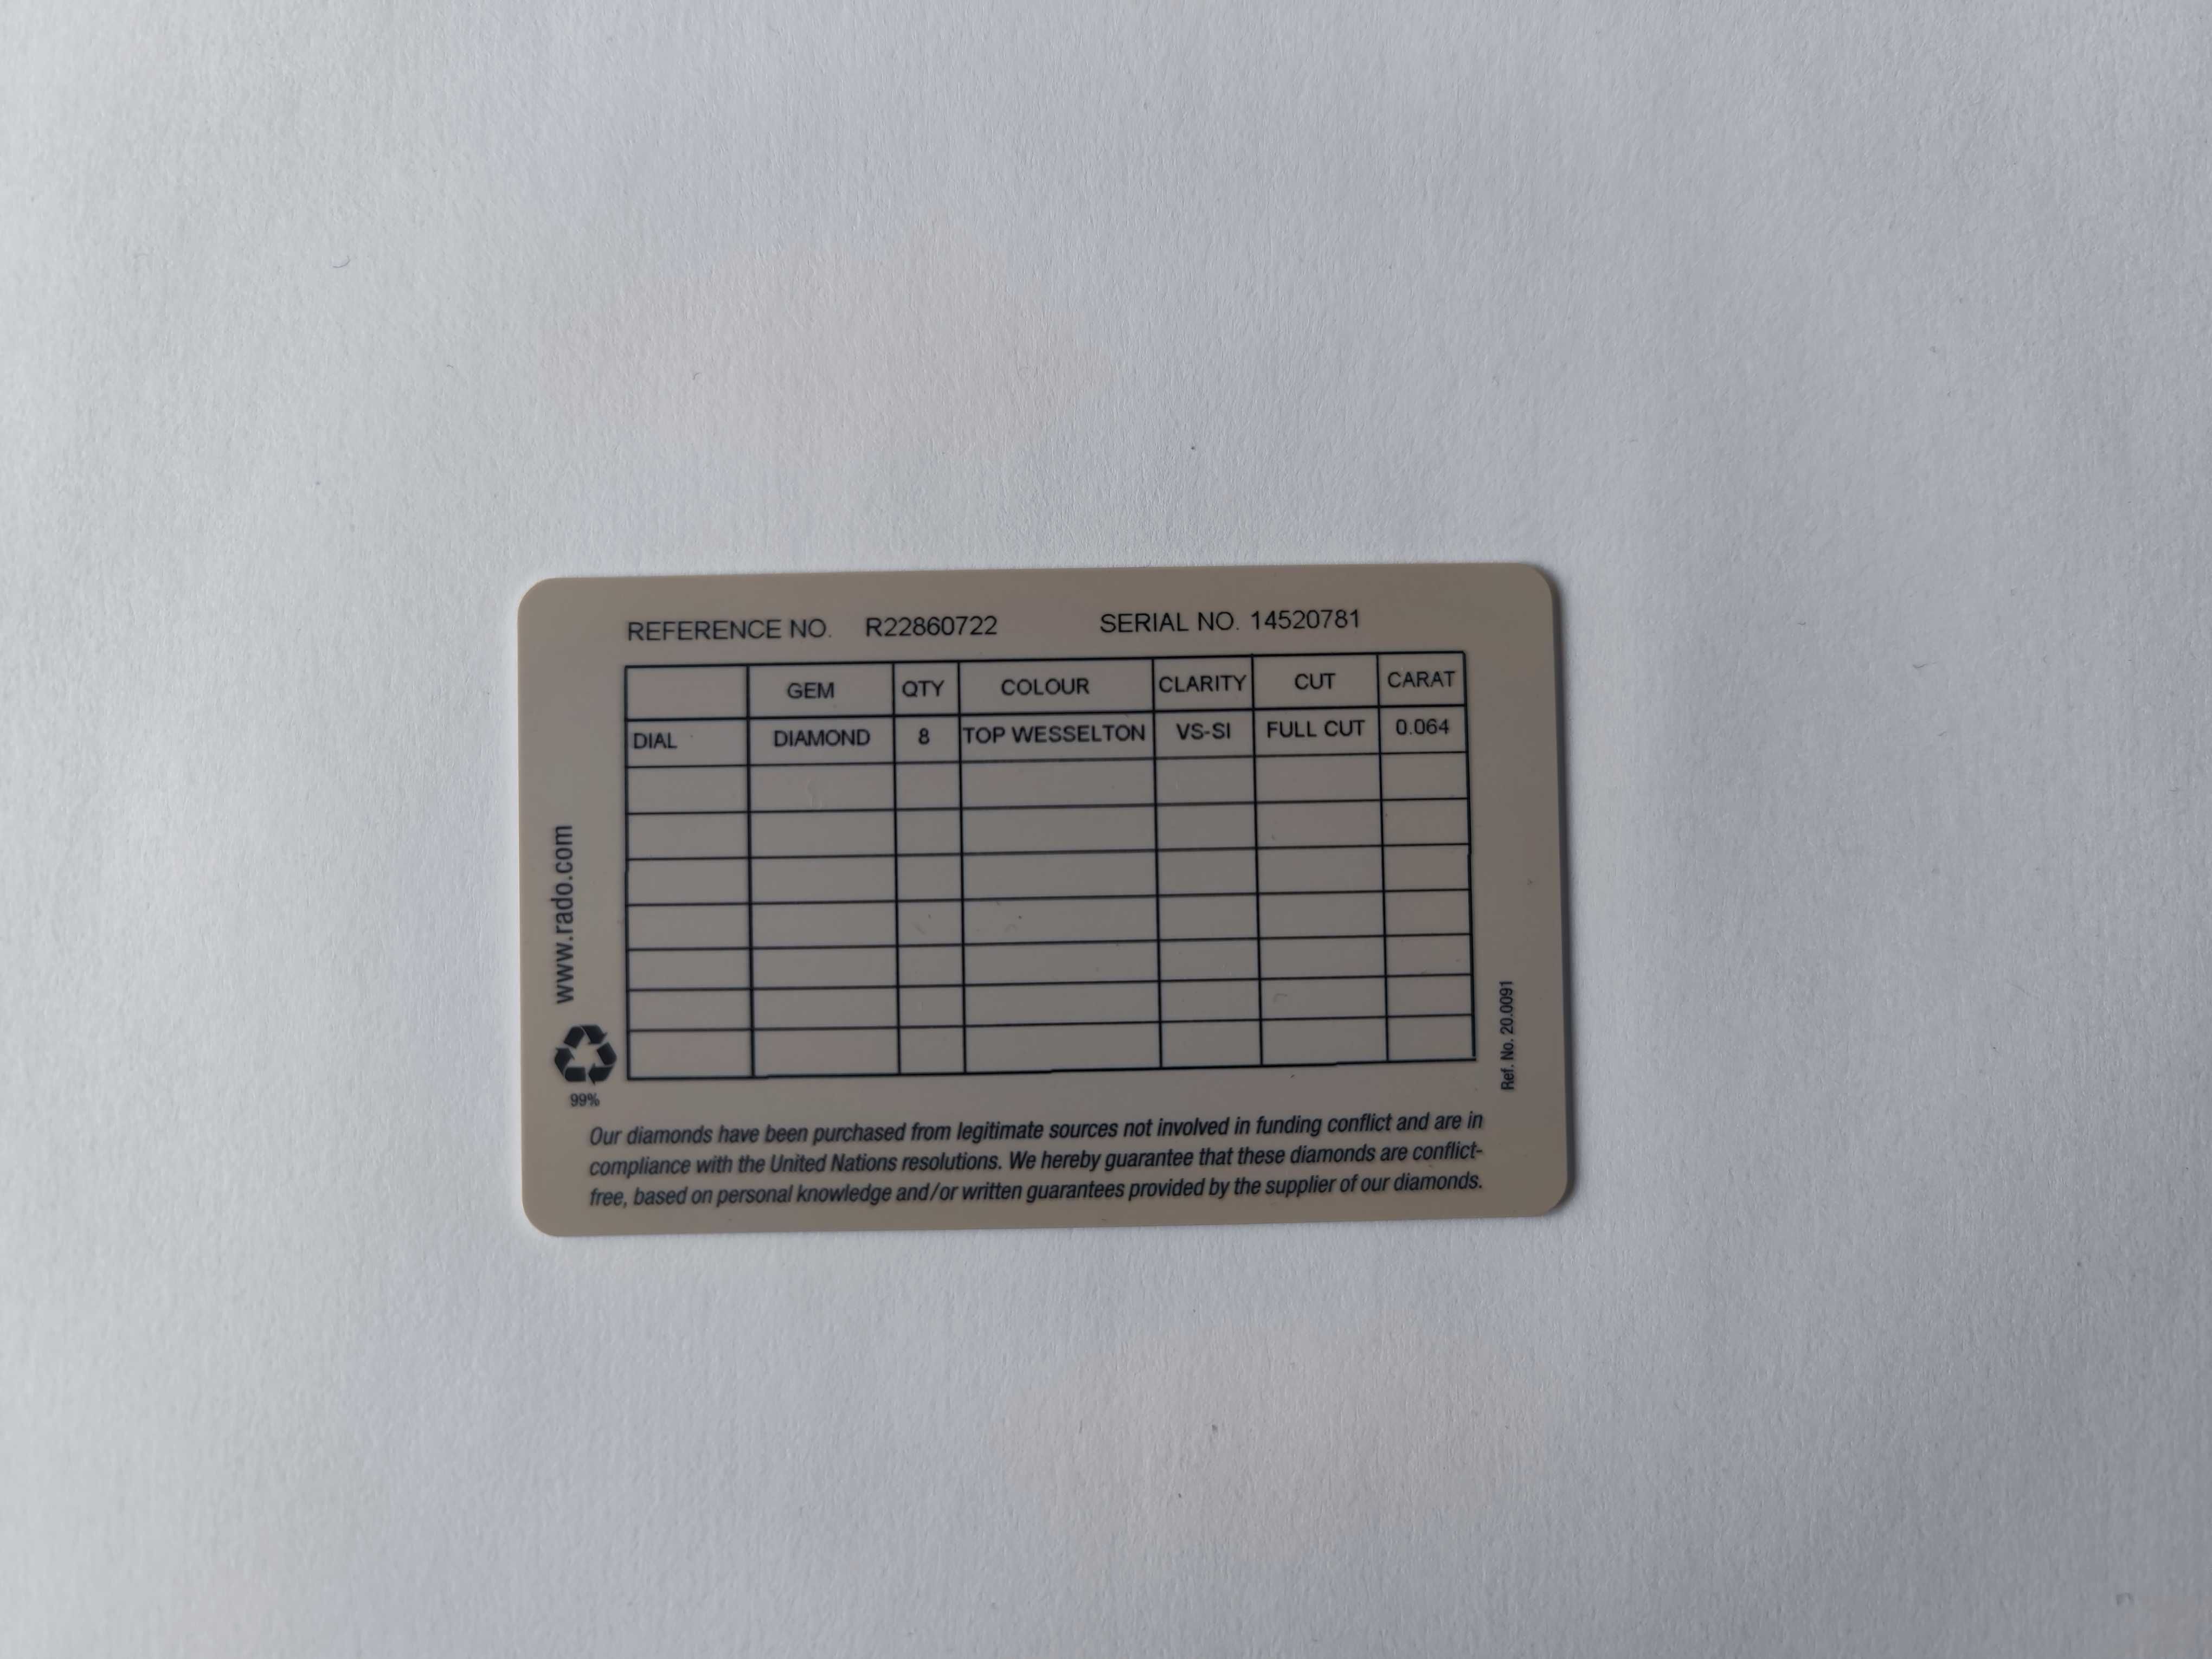 REFERENCE NO. R22860722 SERIAL NO. 14520781
GEM QTY COLOUR CLARITY CUT CARAT
DIAL DIAMOND 8 TOP WESSELTON VS-SI FULL CUT 0.064
www.rado.com
99%
Ref. No. 20.0091
Our diamonds have been purchased from legitimate sources not involved in funding conflict and are in
compliance with the United Nations resolutions. We hereby guarantee that these diamonds are conflict-
free, based on personal knowledge and/or written guarantees provided by the supplier of our diamonds.